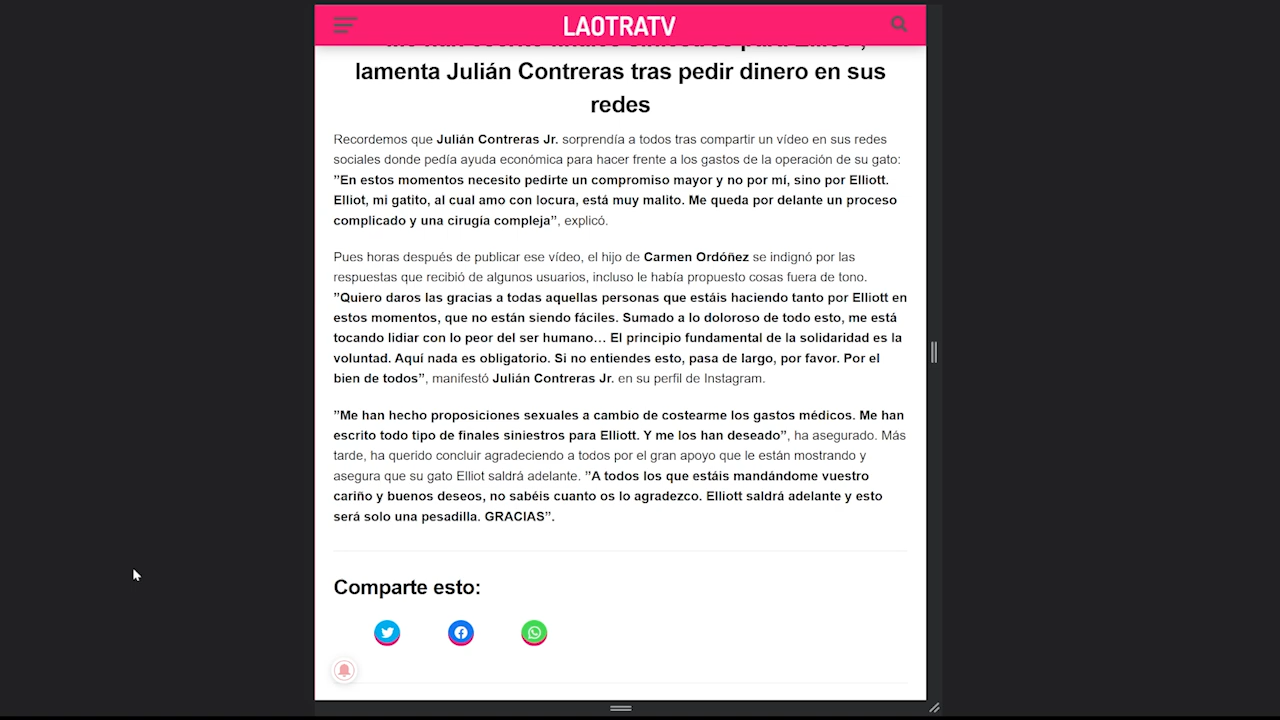 LAOTRATV
lamenta Julián Contreras tras pedir dinero en sus
redes
Recordemos que Julián Contreras Jr. sorprendía a todos tras compartir un vídeo en sus redes
sociales donde pedía ayuda económica para hacer frente a los gastos de la operación de su gato:
”En estos momentos necesito pedirte un compromiso mayor y no por mí, sino por Elliott.
Elliot, mi gatito, al cual amo con locura, está muy malito. Me queda por delante un proceso
complicado y una cirugía compleja”, explicó.
Pues horas después de publicar ese vídeo, el hijo de Carmen Ordóñez se indignó por las
respuestas que recibió de algunos usuarios, incluso le había propuesto cosas fuera de tono.
”Quiero daros las gracias a todas aquellas personas que estáis haciendo tanto por Elliott en
estos momentos, que no están siendo fáciles. Sumado a lo doloroso de todo esto, me está
tocando lidiar con lo peor del ser humano… El principio fundamental de la solidaridad es la
voluntad. Aquí nada es obligatorio. Si no entiendes esto, pasa de largo, por favor. Por el
bien de todos”, manifestó Julián Contreras Jr. en su perfil de Instagram.
”Me han hecho proposiciones sexuales a cambio de costearme los gastos médicos. Me han
escrito todo tipo de finales siniestros para Elliott. Y me los han deseado”, ha asegurado. Más
tarde, ha querido concluir agradeciendo a todos por el gran apoyo que le están mostrando y
asegura que su gato Elliot saldrá adelante. ”A todos los que estáis mandándome vuestro
cariño y buenos deseos, no sabéis cuanto os lo agradezco. Elliott saldrá adelante y esto
será solo una pesadilla. GRACIAS”.
Comparte esto: